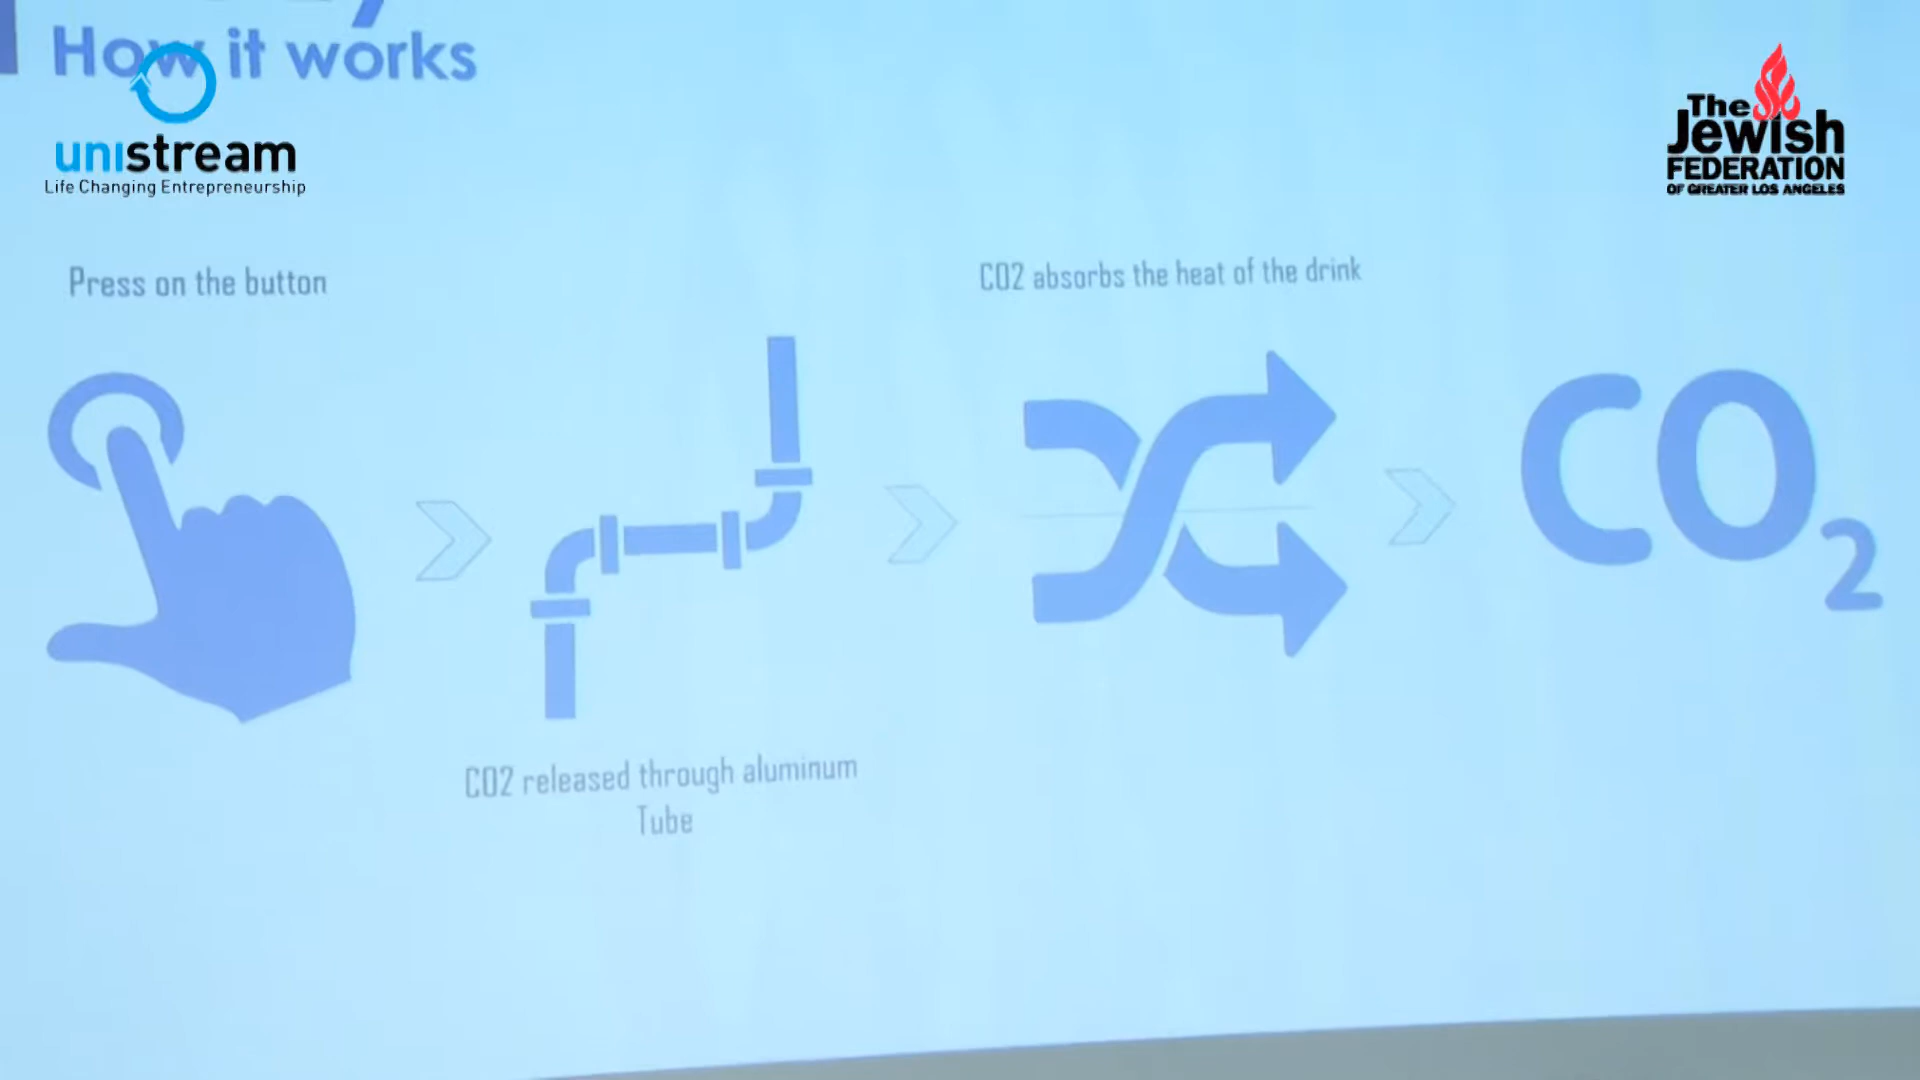 How it works
unistream
Life Changing Entrepreneurship
The
Jewish
FEDERATION
OF GREATER LOS ANGELES
Press on the button
CO2 absorbs the heat of the drink
CO2
CO2 released through aluminum
Tube